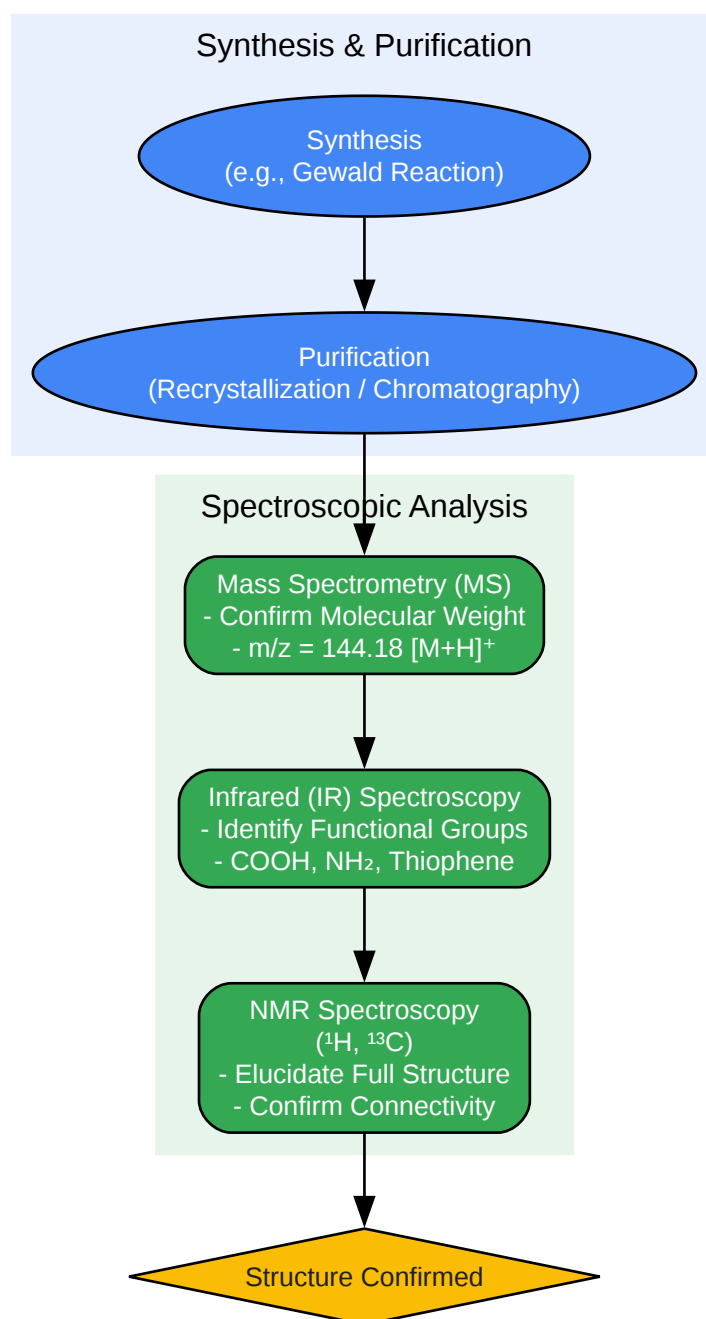 Synthesis & Purification
Synthesis
(e.g., Gewald Reaction)
Purification
(Recrystallization / Chromatography)
Spectroscopic Analysis
Mass Spectrometry (MS)
- Confirm Molecular Weight
- m/z = 144.18 [M+H]⁺
Infrared (IR) Spectroscopy
- Identify Functional Groups
- COOH, NH₂, Thiophene
NMR Spectroscopy
(¹H, ¹³C)
- Elucidate Full Structure
- Confirm Connectivity
Structure Confirmed